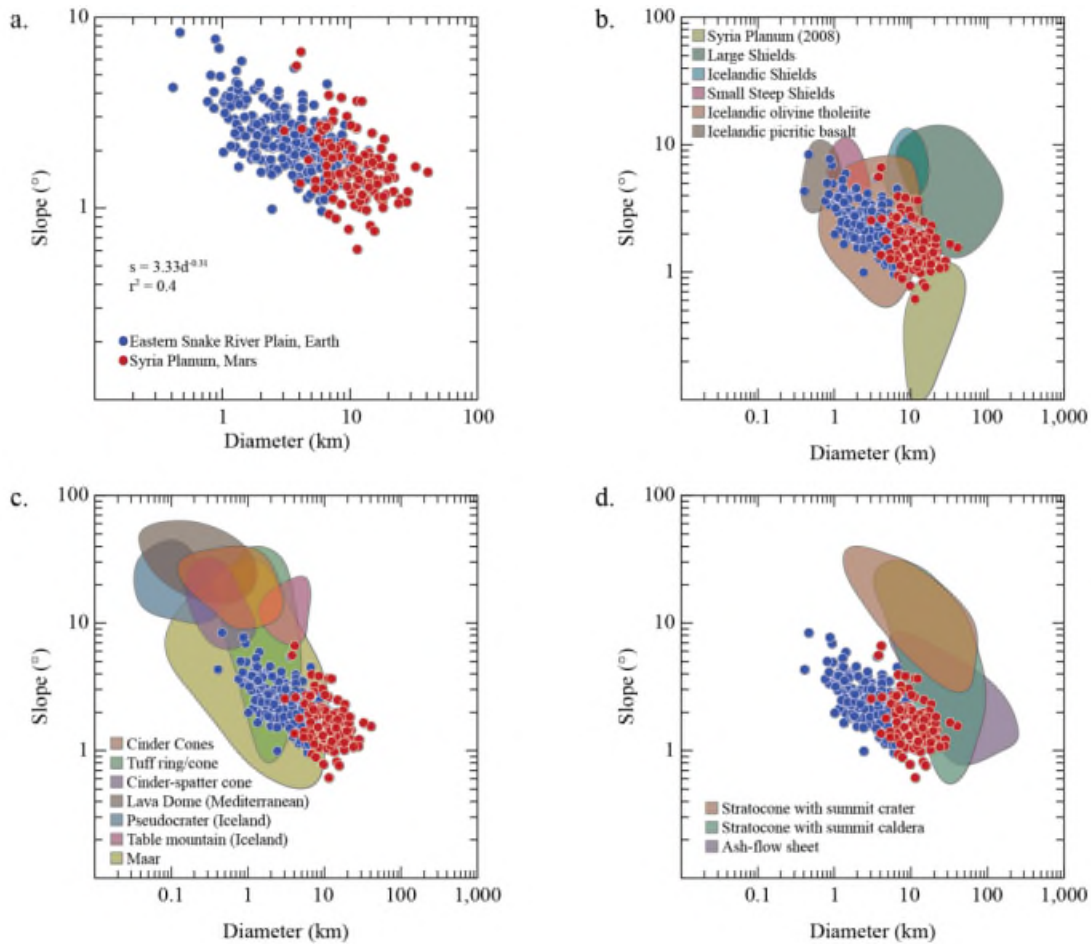 a.
10
1
Slope (°)
s = 3.33d^-0.31
r² = 0.4
Eastern Snake River Plain, Earth
Syria Planum, Mars
1 10 100
Diameter (km)
b.
100
10
1
Slope (°)
Syria Planum (2008)
Large Shields
Icelandic Shields
Small Steep Shields
Icelandic olivine tholeiite
Icelandic picritic basalt
0.1 1 10 100 1,000
Diameter (km)
c.
100
10
1
Slope (°)
Cinder Cones
Tuff ring/cone
Cinder-spatter cone
Lava Dome (Mediterranean)
Pseudocrater (Iceland)
Table mountain (Iceland)
Maar
0.1 1 10 100 1,000
Diameter (km)
d.
100
10
1
Slope (°)
Stratocone with summit crater
Stratocone with summit caldera
Ash-flow sheet
0.1 1 10 100 1,000
Diameter (km)